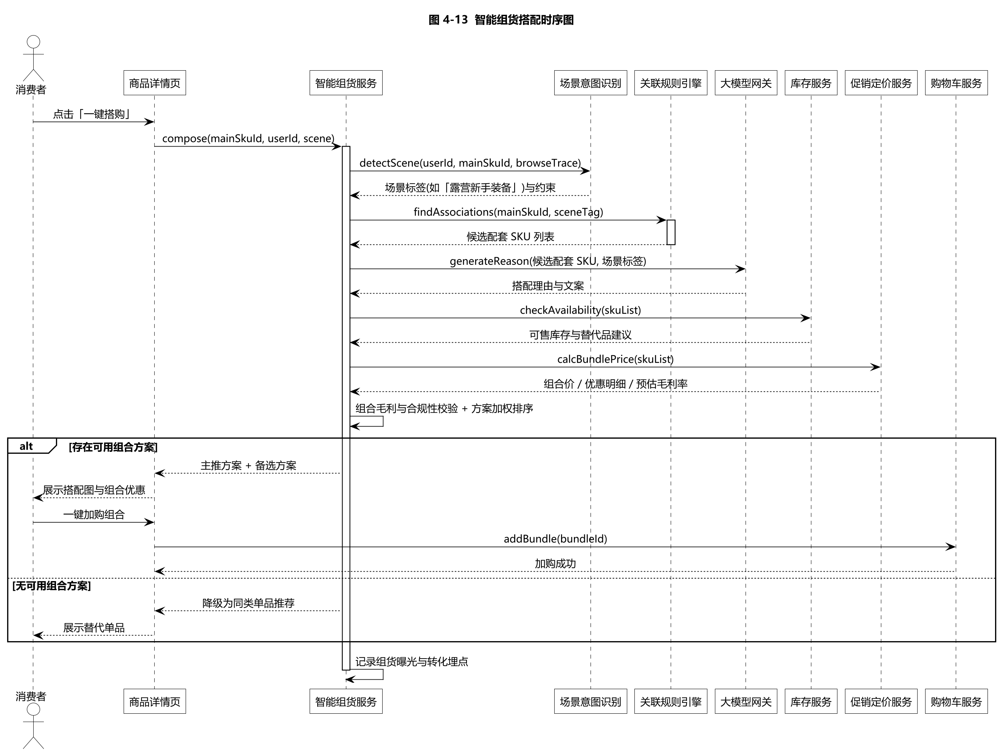 图 4-13 智能组货搭配时序图
消费者
商品详情页
智能组货服务
场景意图识别
关联规则引擎
大模型网关
库存服务
促销定价服务
购物车服务
点击「一键搭购」
compose(mainSkuId, userId, scene)
detectScene(userId, mainSkuId, browseTrace)
场景标签(如「露营新手装备」)与约束
findAssociations(mainSkuId, sceneTag)
候选配套 SKU 列表
generateReason(候选配套 SKU, 场景标签)
搭配理由与文案
checkAvailability(skuList)
可售库存与替代品建议
calcBundlePrice(skuList)
组合价 / 优惠明细 / 预估毛利率
组合毛利与合规性校验 + 方案加权排序
alt
[存在可用组合方案]
主推方案 + 备选方案
展示搭配图与组合优惠
一键加购组合
addBundle(bundleId)
加购成功
[无可用组合方案]
降级为同类单品推荐
展示替代单品
记录组货曝光与转化埋点
消费者
商品详情页
智能组货服务
场景意图识别
关联规则引擎
大模型网关
库存服务
促销定价服务
购物车服务